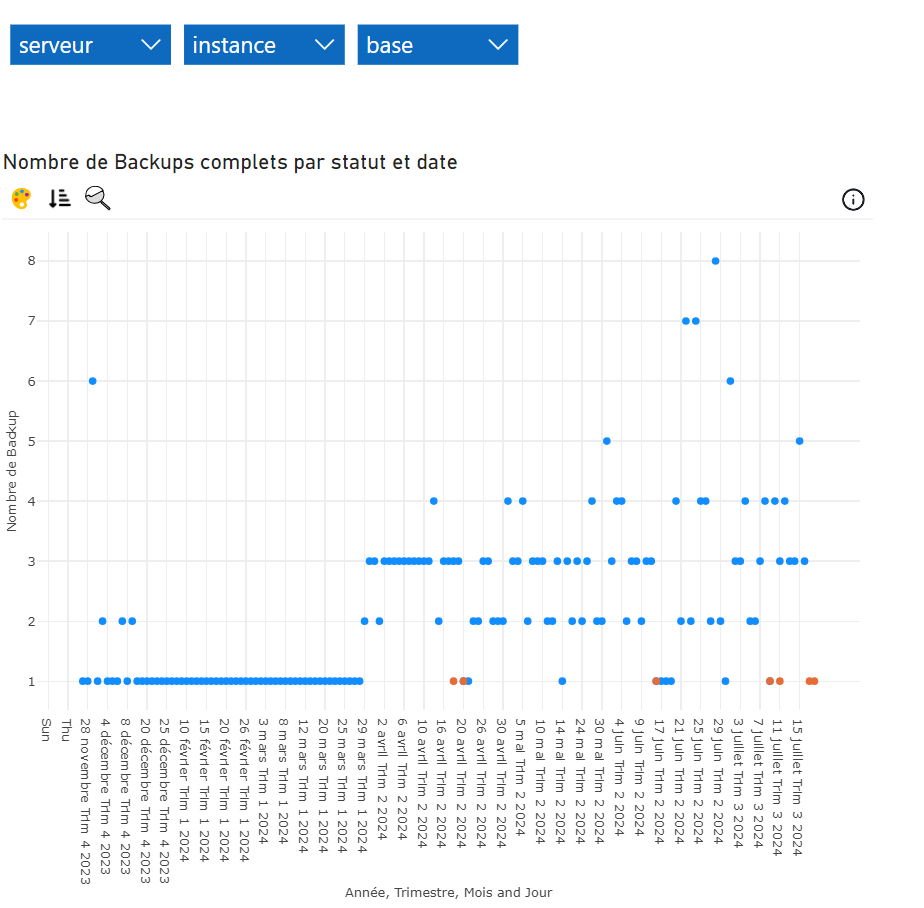 serveur
instance
base
Nombre de Backups complets par statut et date
Nombre de Backup
8
7
6
5
4
3
2
1
Sun
Thu
28 novembre Trim 4 2023
4 décembre Trim 4 2023
8 décembre Trim 4 2023
20 décembre Trim 4 2023
25 décembre Trim 4 2023
10 février Trim 1 2024
15 février Trim 1 2024
20 février Trim 1 2024
26 février Trim 1 2024
3 mars Trim 1 2024
8 mars Trim 1 2024
12 mars Trim 1 2024
20 mars Trim 1 2024
25 mars Trim 1 2024
29 mars Trim 1 2024
2 avril Trim 2 2024
6 avril Trim 2 2024
10 avril Trim 2 2024
16 avril Trim 2 2024
20 avril Trim 2 2024
26 avril Trim 2 2024
30 avril Trim 2 2024
5 mai Trim 2 2024
10 mai Trim 2 2024
14 mai Trim 2 2024
24 mai Trim 2 2024
30 mai Trim 2 2024
4 juin Trim 2 2024
9 juin Trim 2 2024
17 juin Trim 2 2024
21 juin Trim 2 2024
25 juin Trim 2 2024
29 juin Trim 2 2024
3 juillet Trim 3 2024
7 juillet Trim 3 2024
11 juillet Trim 3 2024
15 juillet Trim 3 2024
Année, Trimestre, Mois and Jour